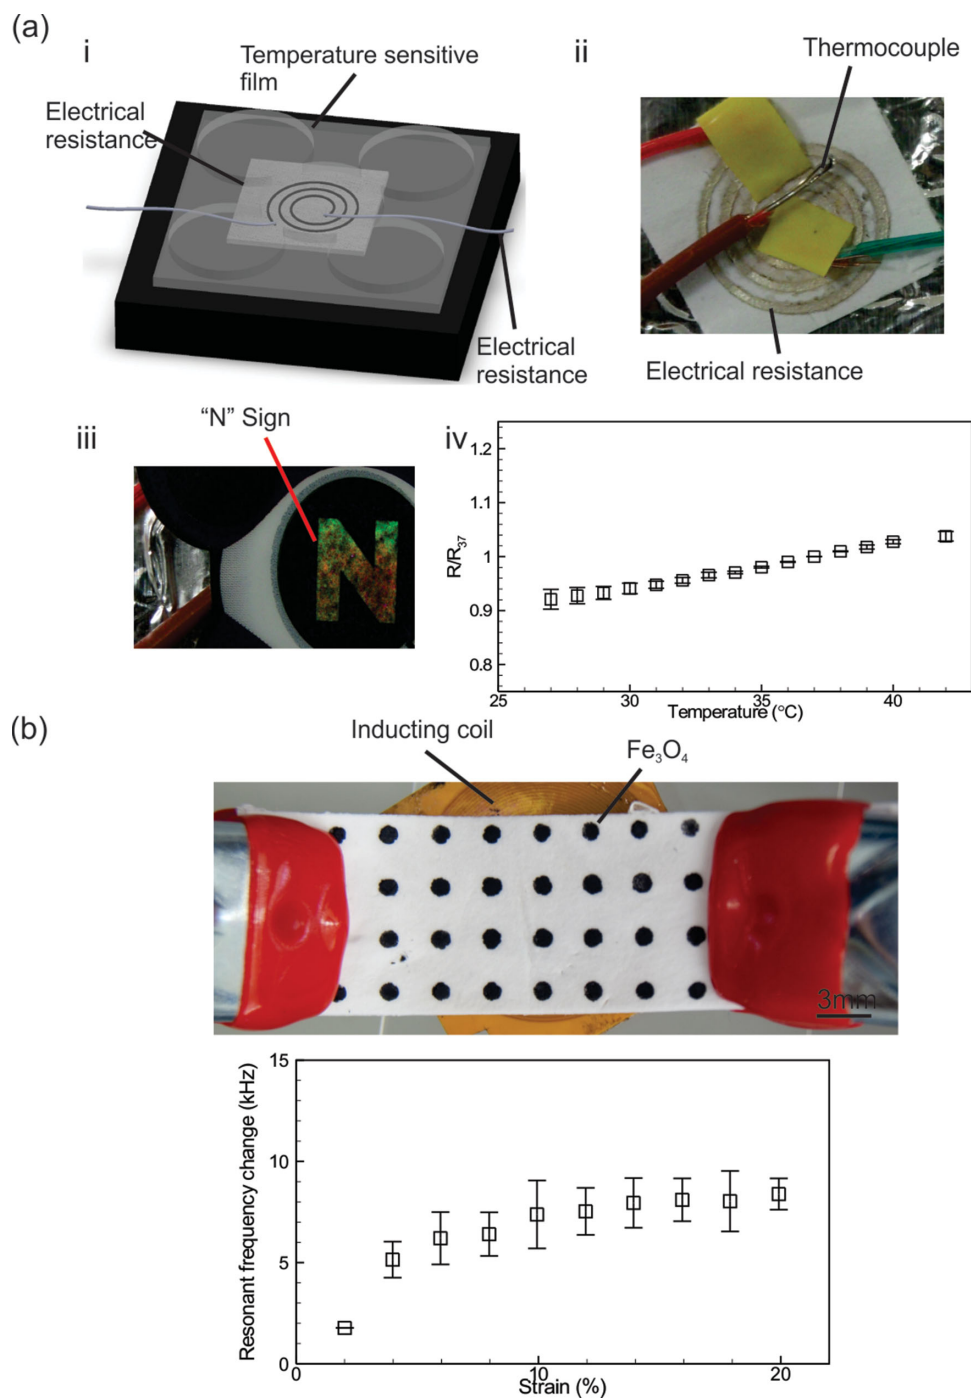 (a)
i
Temperature sensitive
film
Electrical
resistance
Electrical
resistance
ii
Thermocouple
Electrical resistance
iii
“N” Sign
N
iv
R/R37
1.2
1.1
1
0.9
0.8
25
30
35
40
Temperature (°C)
(b)
Inducting coil
Fe₃O₄
3mm
Resonant frequency change (kHz)
15
10
5
0
0
10
20
Strain (%)